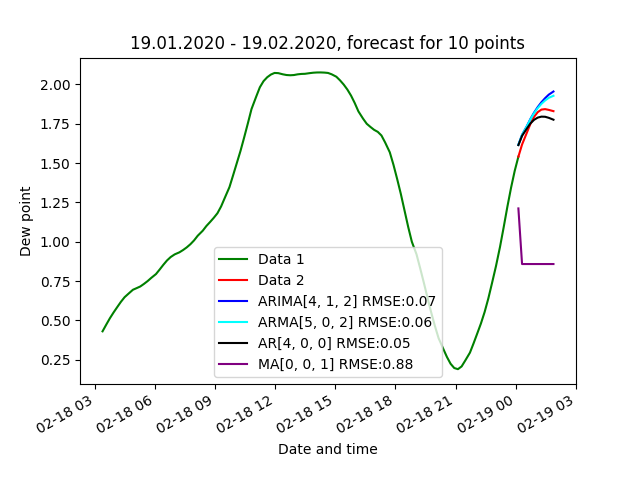 19.01.2020 - 19.02.2020, forecast for 10 points
Dew point
2.00
1.75
1.50
1.25
1.00
0.75
0.50
0.25
Data 1
Data 2
ARIMA[4, 1, 2] RMSE:0.07
ARMA[5, 0, 2] RMSE:0.06
AR[4, 0, 0] RMSE:0.05
MA[0, 0, 1] RMSE:0.88
02-18 03
02-18 06
02-18 09
02-18 12
02-18 15
02-18 18
02-18 21
02-19 00
02-19 03
Date and time